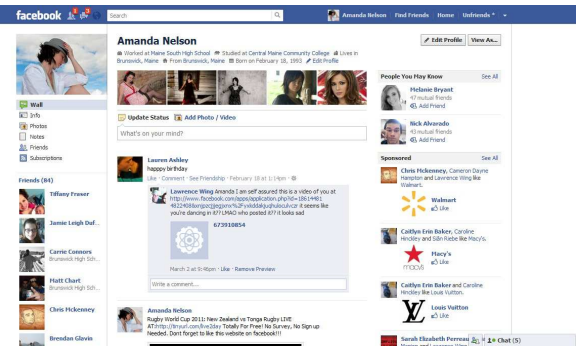 facebook
1
3
Search
Amanda Nelson
Find Friends
Home
Unfriends
Amanda Nelson
Edit Profile
View As...
Worked at Maine South High School
Studied at Central Maine Community College
Lives in
Brunswick, Maine
From Brunswick, Maine
Born on February 18, 1993
Edit Profile
Wall
Info
Photos
Notes
Friends
Subscriptions
Friends (84)
Tiffany Fraser
Jamie Leigh Duf...
Carrie Connors
Brunswick High Sch...
Matt Chart
Brunswick High Sch...
Chris Mckenney
Brendan Glavin
Update Status
Add Photo / Video
What's on your mind?
Lauren Ashley
happpy birthday
Like · Comment · See Friendship · February 18 at 1:14pm ·
Lawrence Wing Amanda I am self assured this is a video of you at
it seems like
you're dancing in it?? LMAO who posted it?? it looks sad
673910854
March 2 at 9:46pm · Like · Remove Preview
Write a comment...
Amanda Nelson
Rugby World Cup 2011: New Zealand vs Tonga Rugby LIVE
AT:http://tinyurl.com/live2day Totally For Free! No Survey, No Sign up
Needed. Dont forget to like this website on facebook!!!
People You May Know
See All
Melanie Bryant
47 mutual friends
Add Friend
Nick Alvarado
43 mutual friends
Add Friend
Sponsored
See All
Chris Mckenney, Cameron Dayne
Hampton and Lawrence Wing like
Walmart.
Walmart
Like
Caitlyn Erin Baker, Caroline
Hinckley and Siân Riebe like Macy's.
macys
Macy's
Like
Caitlyn Erin Baker and Caroline
Hinckley like Louis Vuitton.
LV
Louis Vuitton
Like
Sarah Elizabeth Perreau
Chat (5)